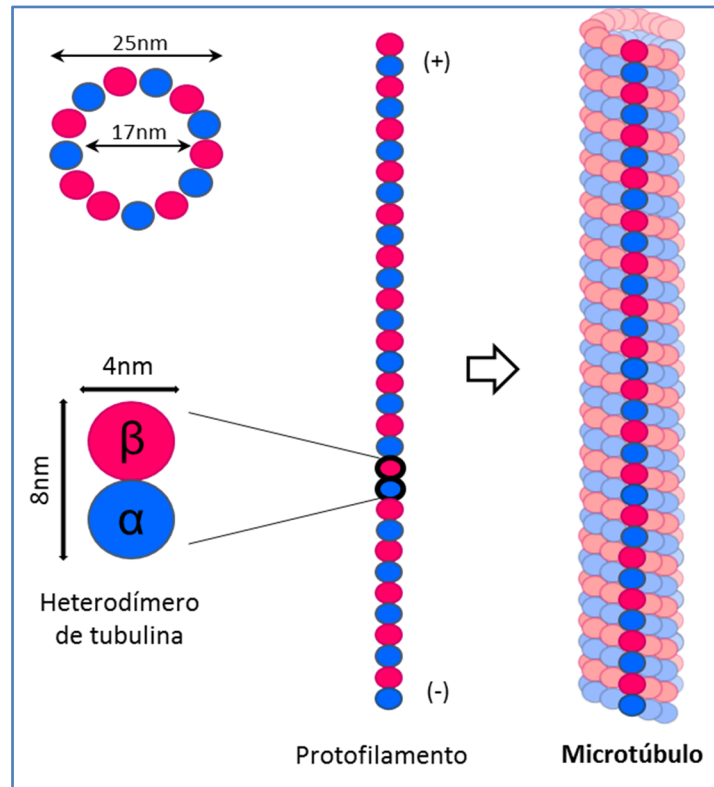 25nm
17nm
(+)
4nm
8nm
β
α
Heterodímero
de tubulina
(-)
Protofilamento
Microtúbulo